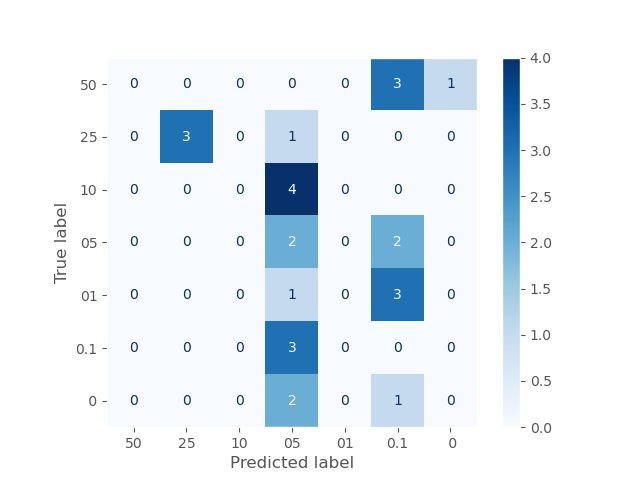 50 0 0 0 0 0 3 1
25 0 3 0 1 0 0 0
10 0 0 0 4 0 0 0
05 0 0 0 2 0 2 0
01 0 0 0 1 0 3 0
0.1 0 0 0 3 0 0 0
0 0 0 0 2 0 1 0
50 25 10 05 01 0.1 0
Predicted label
True label
4.0
3.5
3.0
2.5
2.0
1.5
1.0
0.5
0.0